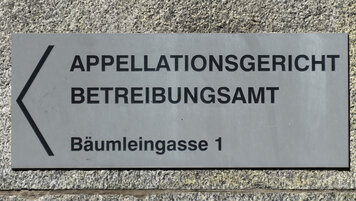 APPELLATIONSGERICHT
BETREIBUNGSAMT
Bäumleingasse 1